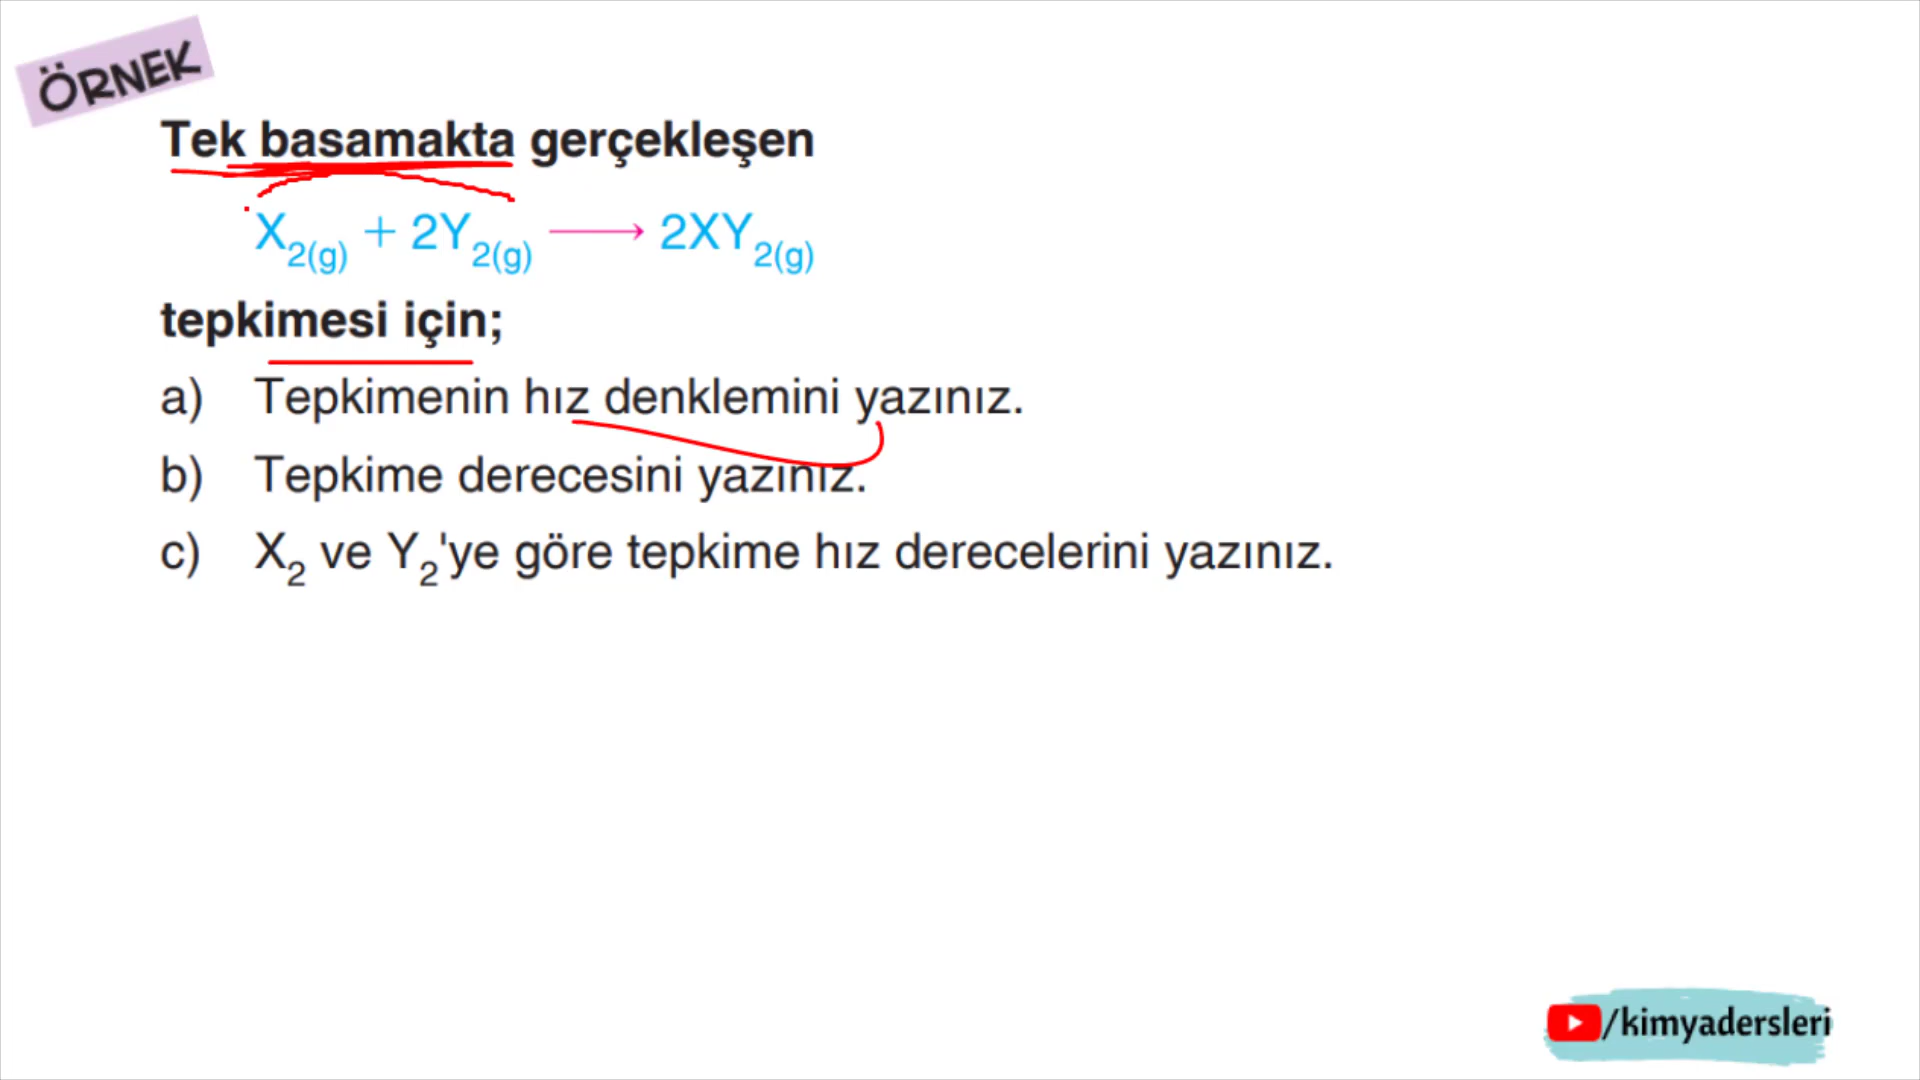 ÖRNEK
Tek basamakta gerçekleşen
X2(g) + 2Y2(g) ⟶ 2XY2(g)
tepkimesi için;
a) Tepkimenin hız denklemini yazınız.
b) Tepkime derecesini yazınız.
c) X2 ve Y2'ye göre tepkime hız derecelerini yazınız.
/kimyadersleri